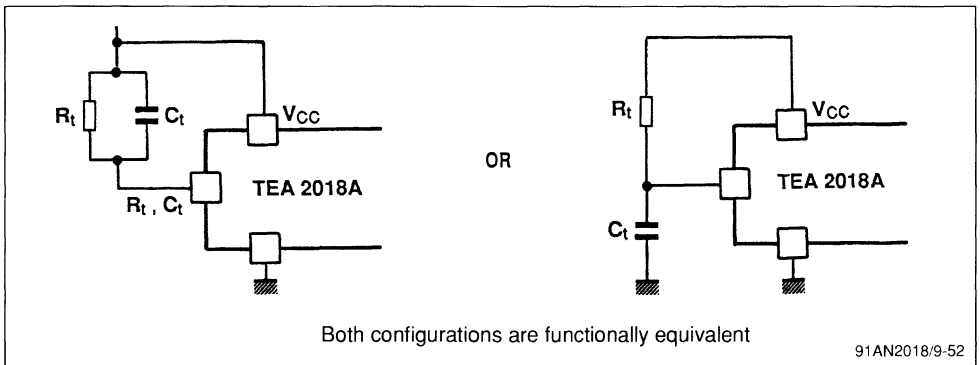 Rt
Ct
VCC
TEA 2018A
Rt , Ct
OR
Rt
VCC
TEA 2018A
Ct
Both configurations are functionally equivalent
91AN2018/9-52